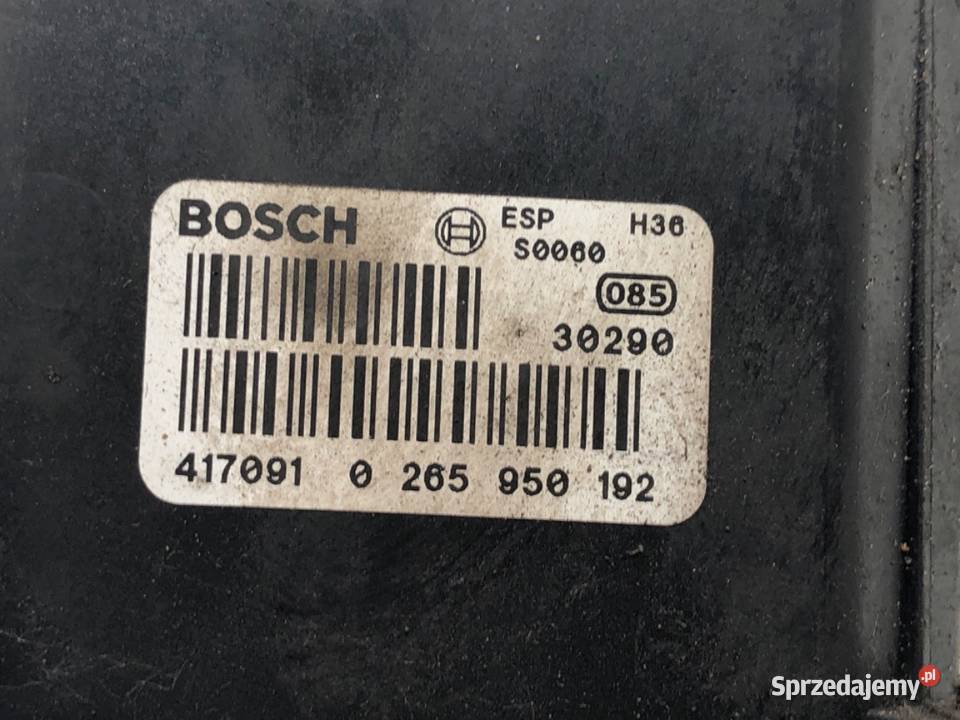 BOSCH ESP H36
S0060
085
30290
417091 0 265 950 192
Sprzedajemy.pl